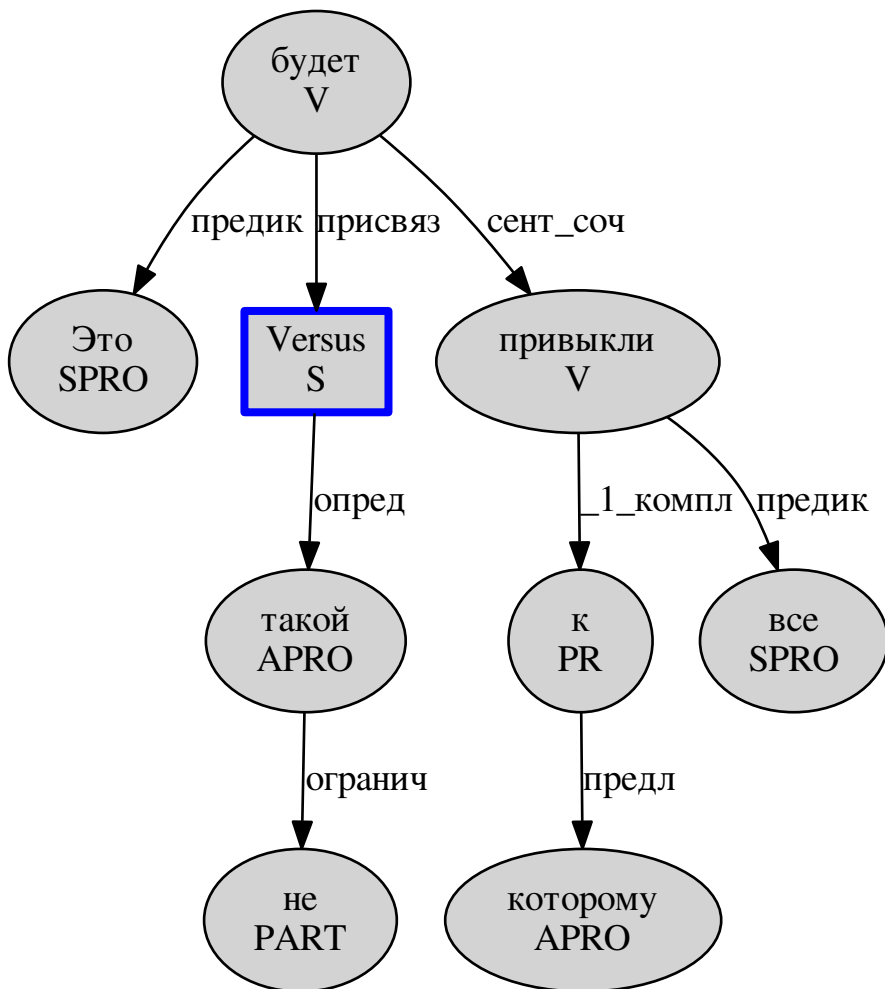 будет
V
предик
присвяз
сент_соч
Это
SPRO
Versus
S
привыкли
V
опред
_1_компл
предик
такой
APRO
к
PR
все
SPRO
огранич
предл
не
PART
которому
APRO